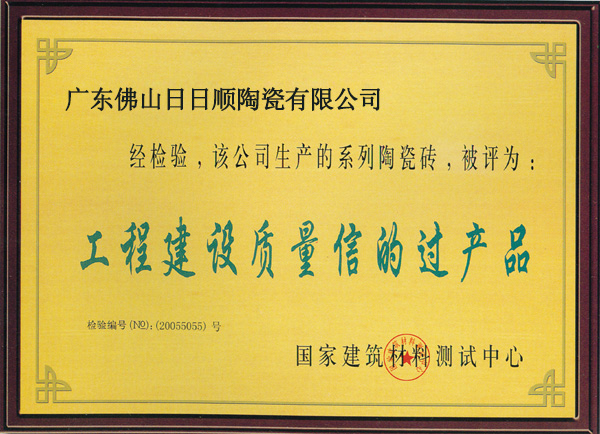 广东佛山日日顺陶瓷有限公司
经检验，该公司生产的系列陶瓷砖，被评为：
工程建设质量信的过产品
检验编号(NO)：(20055055) 号
国家建筑材料测试中心